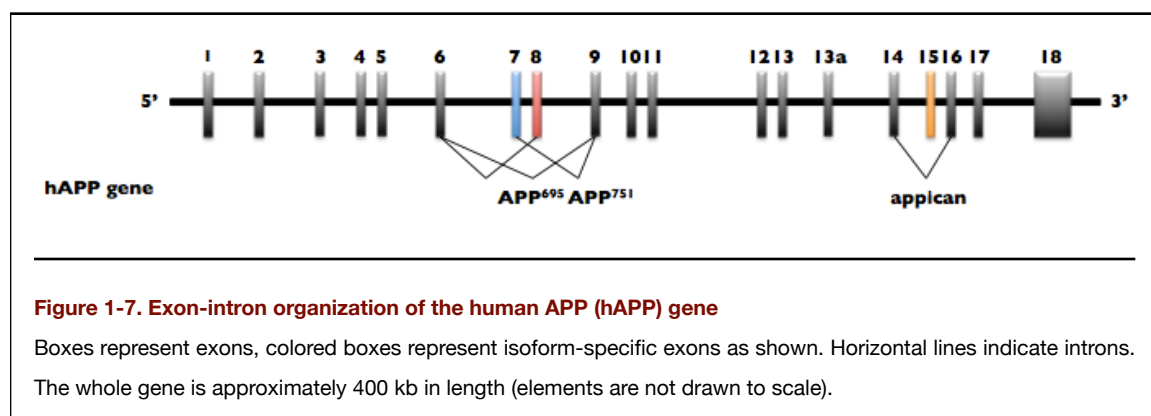 1 2 3 4 5 6 7 8 9 10 11 12 13 13a 14 15 16 17 18
5’ 3’
hAPP gene
APP⁶⁹⁵ APP⁷⁵¹ appican
Figure 1-7. Exon-intron organization of the human APP (hAPP) gene
Boxes represent exons, colored boxes represent isoform-specific exons as shown. Horizontal lines indicate introns.
The whole gene is approximately 400 kb in length (elements are not drawn to scale).